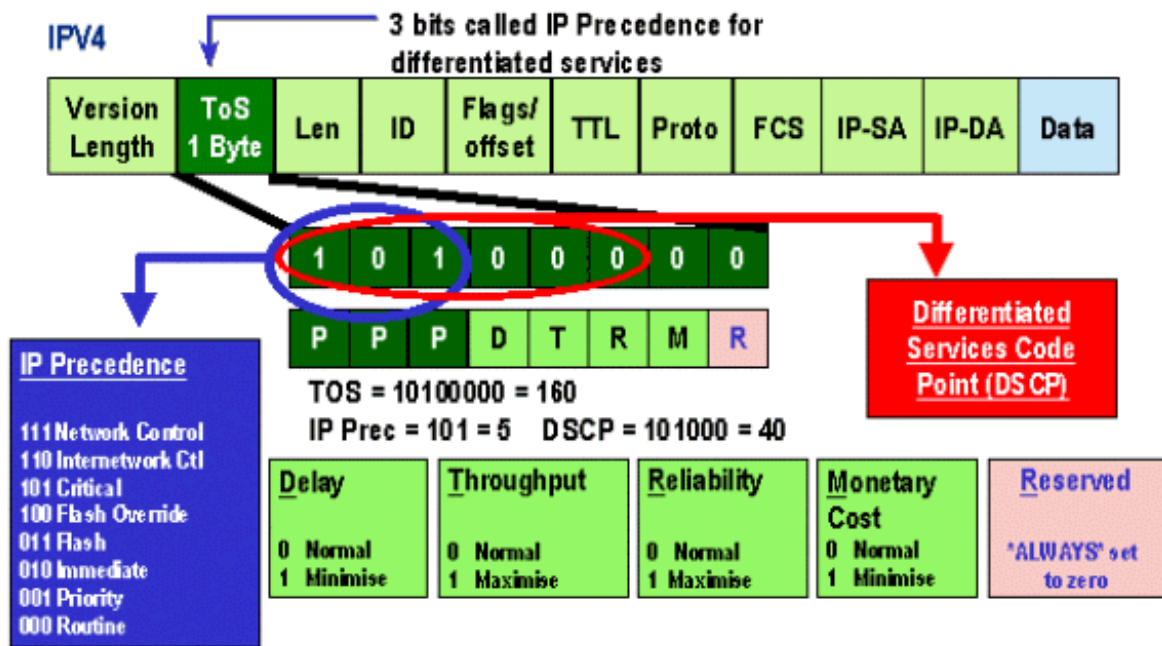 IPV4
3 bits called IP Precedence for
differentiated services
Version
Length
ToS
1 Byte
Len
ID
Flags/
offset
TTL
Proto
FCS
IP-SA
IP-DA
Data
1 0 1 0 0 0 0 0
P P P D T R M R
TOS = 10100000 = 160
IP Prec = 101 = 5 DSCP = 101000 = 40
Differentiated
Services Code
Point (DSCP)
IP Precedence
111 Network Control
110 Internetwork Ctl
101 Critical
100 Flash Override
011 Flash
010 Immediate
001 Priority
000 Routine
Delay
0 Normal
1 Minimise
Throughput
0 Normal
1 Maximise
Reliability
0 Normal
1 Maximise
Monetary
Cost
0 Normal
1 Minimise
Reserved
"ALWAYS" set
to zero